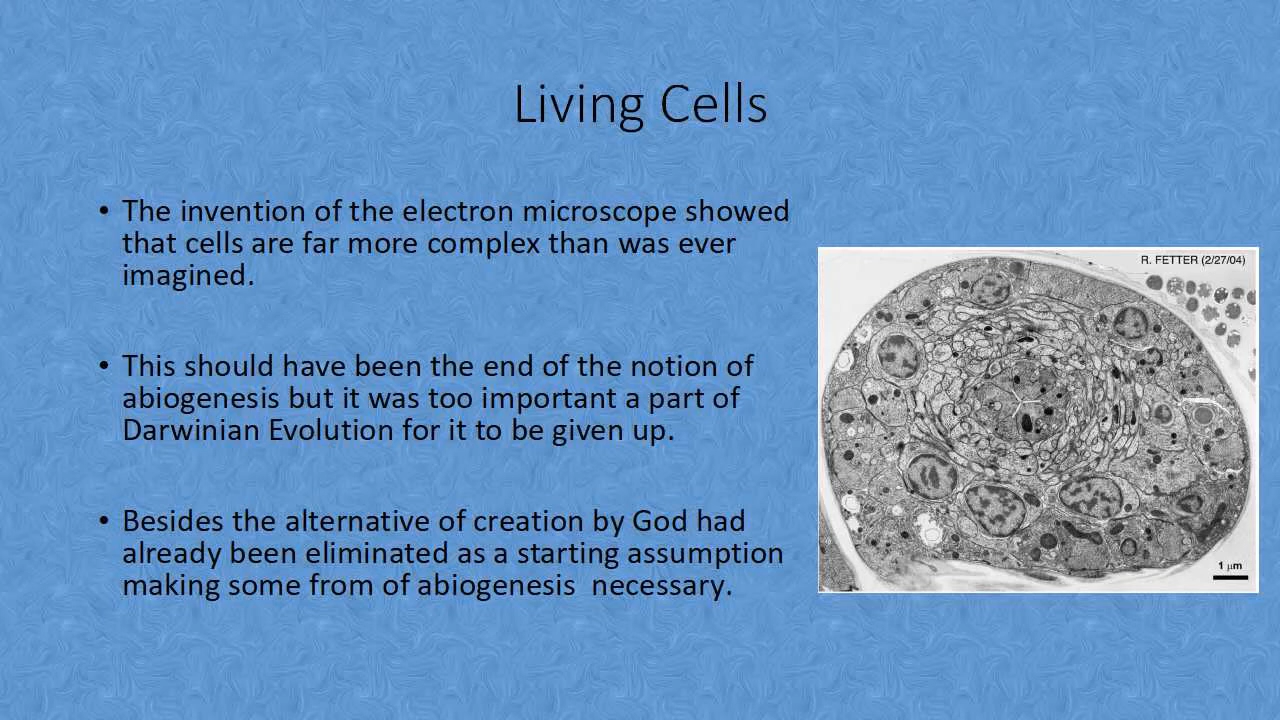 Living Cells
• The invention of the electron microscope showed
that cells are far more complex than was ever
imagined.
• This should have been the end of the notion of
abiogenesis but it was too important a part of
Darwinian Evolution for it to be given up.
• Besides the alternative of creation by God had
already been eliminated as a starting assumption
making some from of abiogenesis  necessary.
R. FETTER (2/27/04)
1 μm